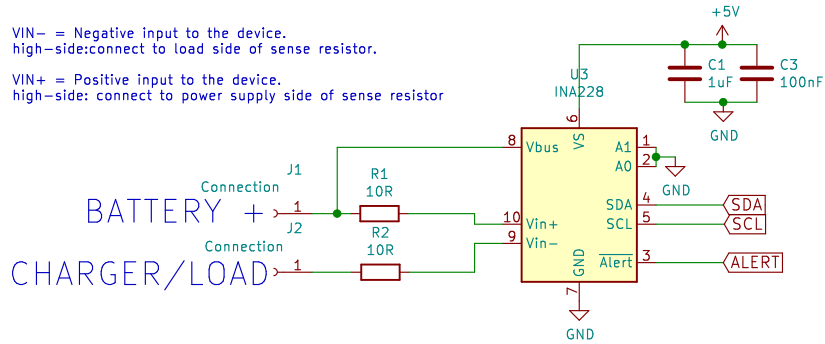 VIN- = Negative input to the device.
high-side:connect to load side of sense resistor.
VIN+ = Positive input to the device.
high-side: connect to power supply side of sense resistor
+5V
C1
1uF
C3
100nF
GND
U3
INA228
6
VS
8
Vbus
A1
1
A0
2
GND
J1
Connection
BATTERY +
1
R1
10R
10
Vin+
SDA
4
SDA
J2
Connection
CHARGER/LOAD
1
R2
10R
9
Vin-
SCL
5
SCL
Alert
3
ALERT
GND
7
GND